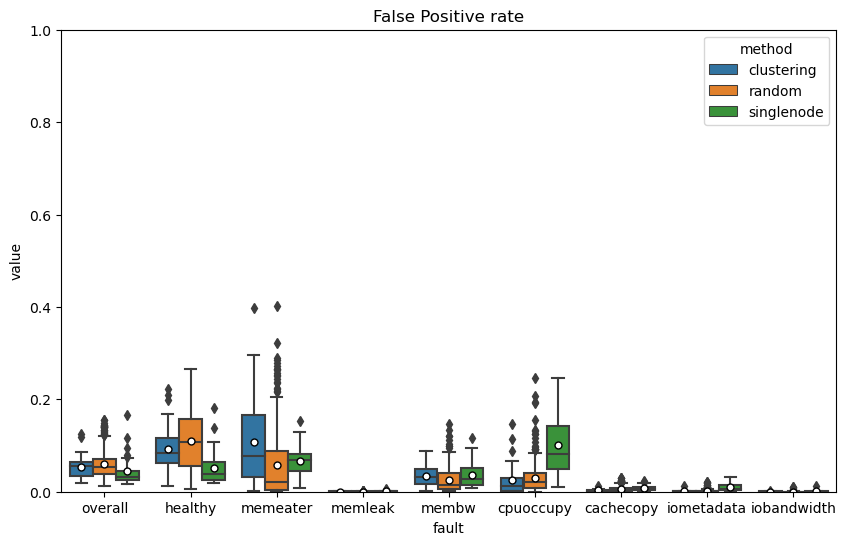 False Positive rate
1.0
0.8
0.6
0.4
0.2
0.0
value
method
clustering
random
singlenode
overall healthy memeater memleak membw cpuoccupy cachecopy iometadata iobandwidth
fault